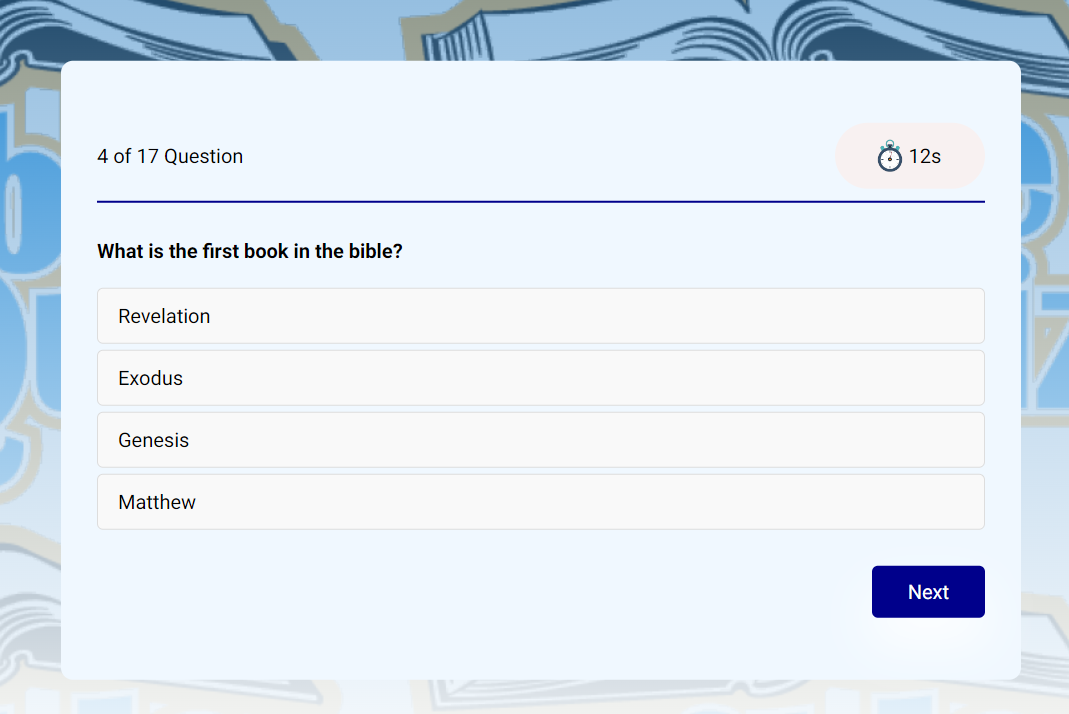 4 of 17 Question
12s
What is the first book in the bible?
Revelation
Exodus
Genesis
Matthew
Next